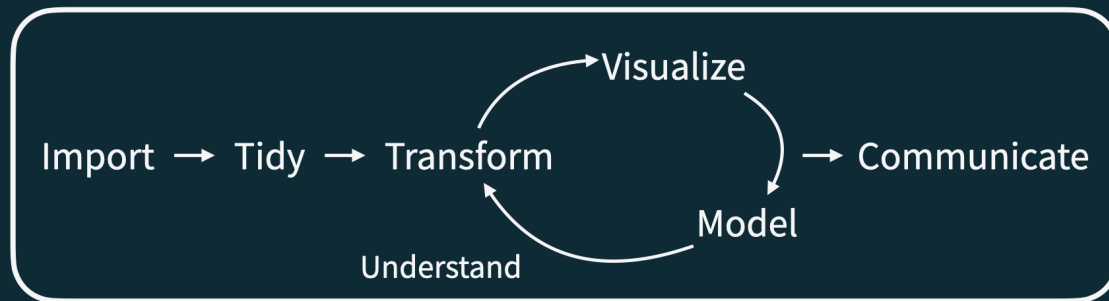 Visualize
Import → Tidy → Transform → Communicate
Model
Understand